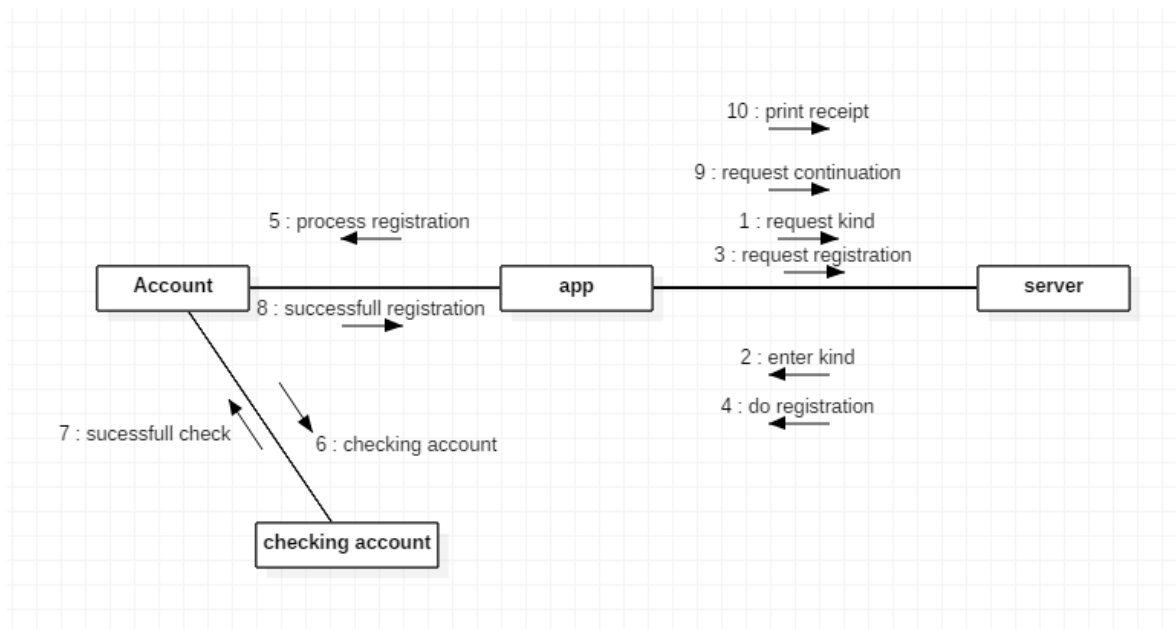 10 : print receipt
9 : request continuation
5 : process registration
1 : request kind
3 : request registration
Account
app
server
8 : successfull registration
2 : enter kind
4 : do registration
7 : sucessfull check
6 : checking account
checking account